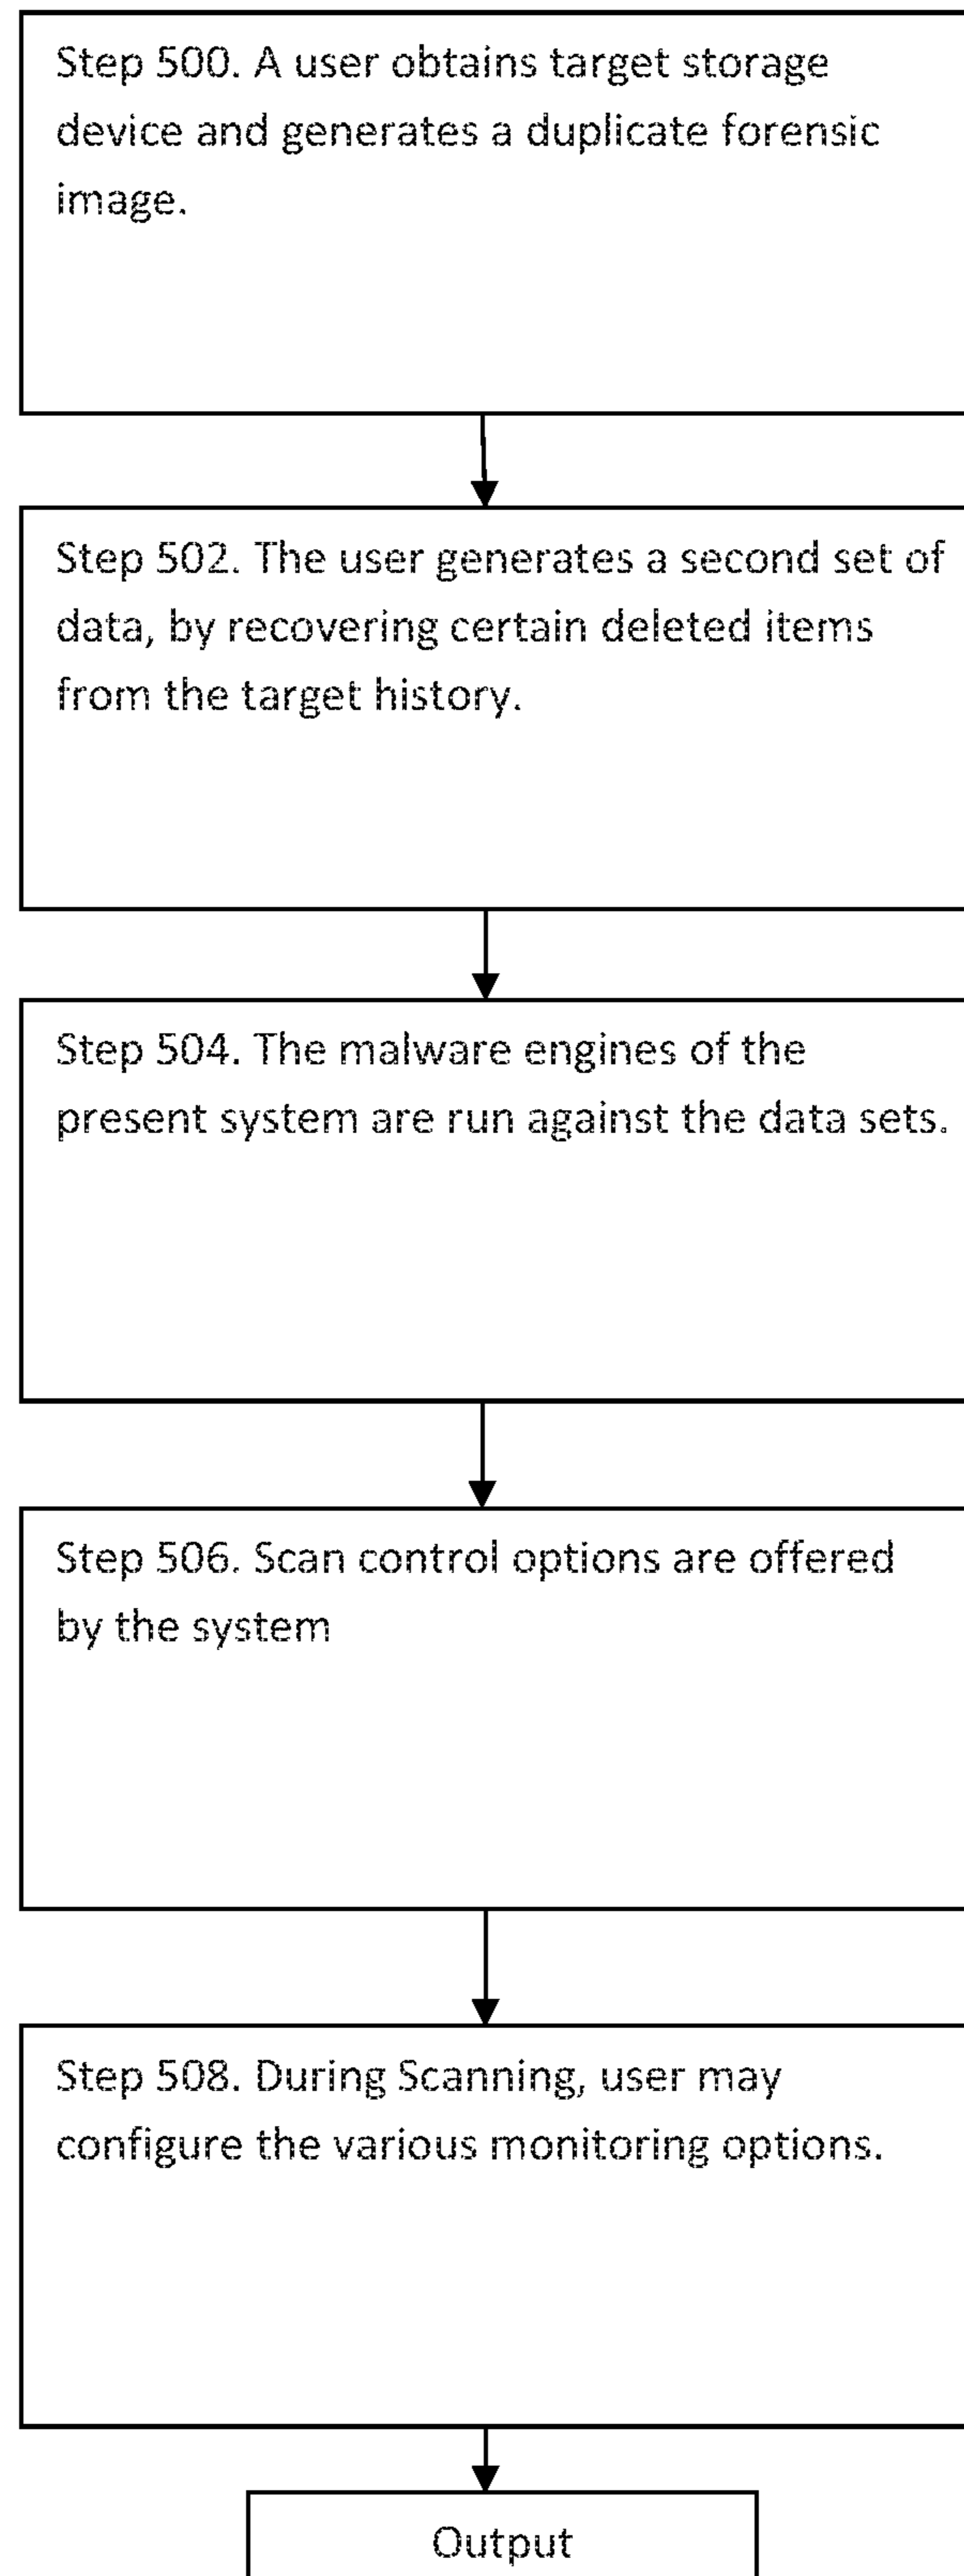 Step 500. A user obtains target storage
device and generates a duplicate forensic
image.
Step 502. The user generates a second set of
data, by recovering certain deleted items
from the target history.
Step 504. The malware engines of the
present system are run against the data sets.
Step 506. Scan control options are offered
by the system
Step 508. During Scanning, user may
configure the various monitoring options.
Output